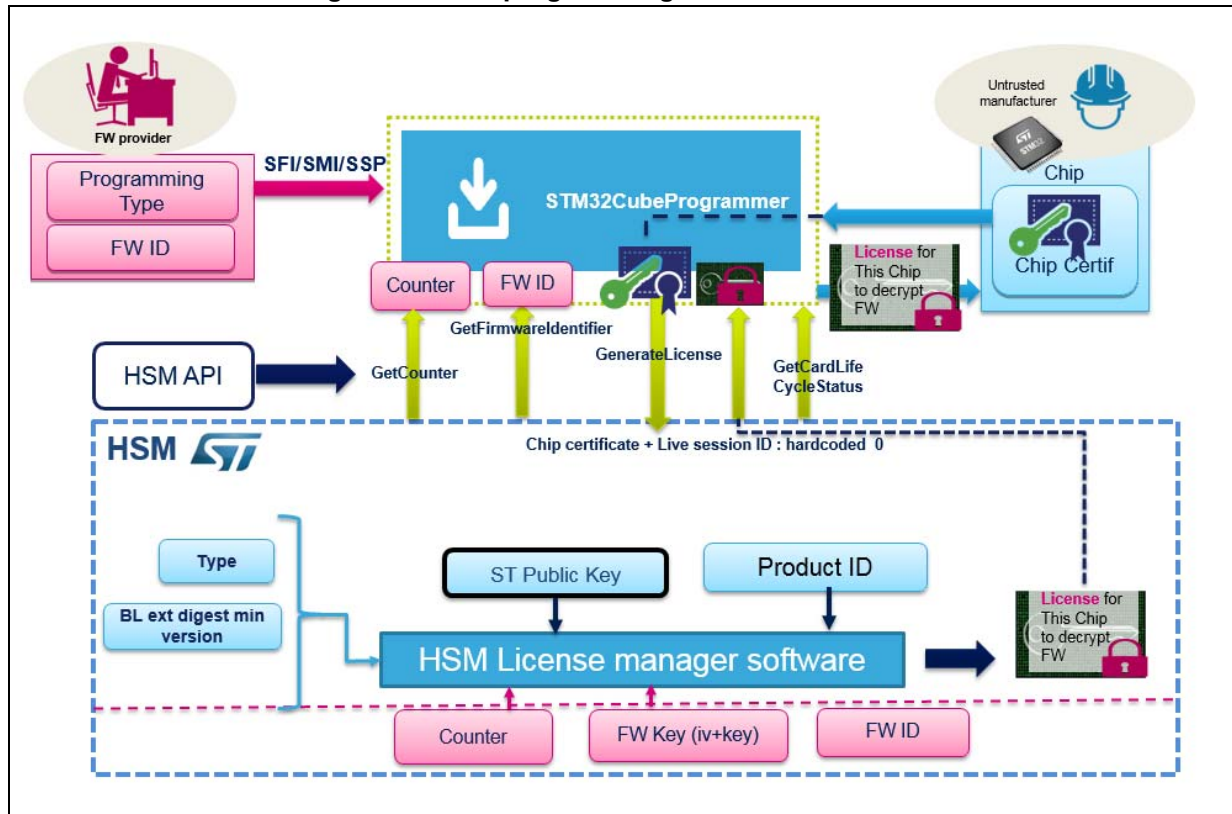 FW provider
Programming
Type
FW ID
SFI/SMI/SSP
STM32CubeProgrammer
Untrusted
manufacturer
STM32
Chip
Chip Certif
License for
This Chip
to decrypt
FW
Counter
FW ID
GetFirmwareIdentifier
GetCounter
GenerateLicense
GetCardLife
CycleStatus
HSM API
HSM
Chip certificate + Live session ID : hardcoded 0
Type
BL ext digest min
version
ST Public Key
Product ID
HSM License manager software
License for
This Chip
to decrypt
FW
Counter
FW Key (iv+key)
FW ID